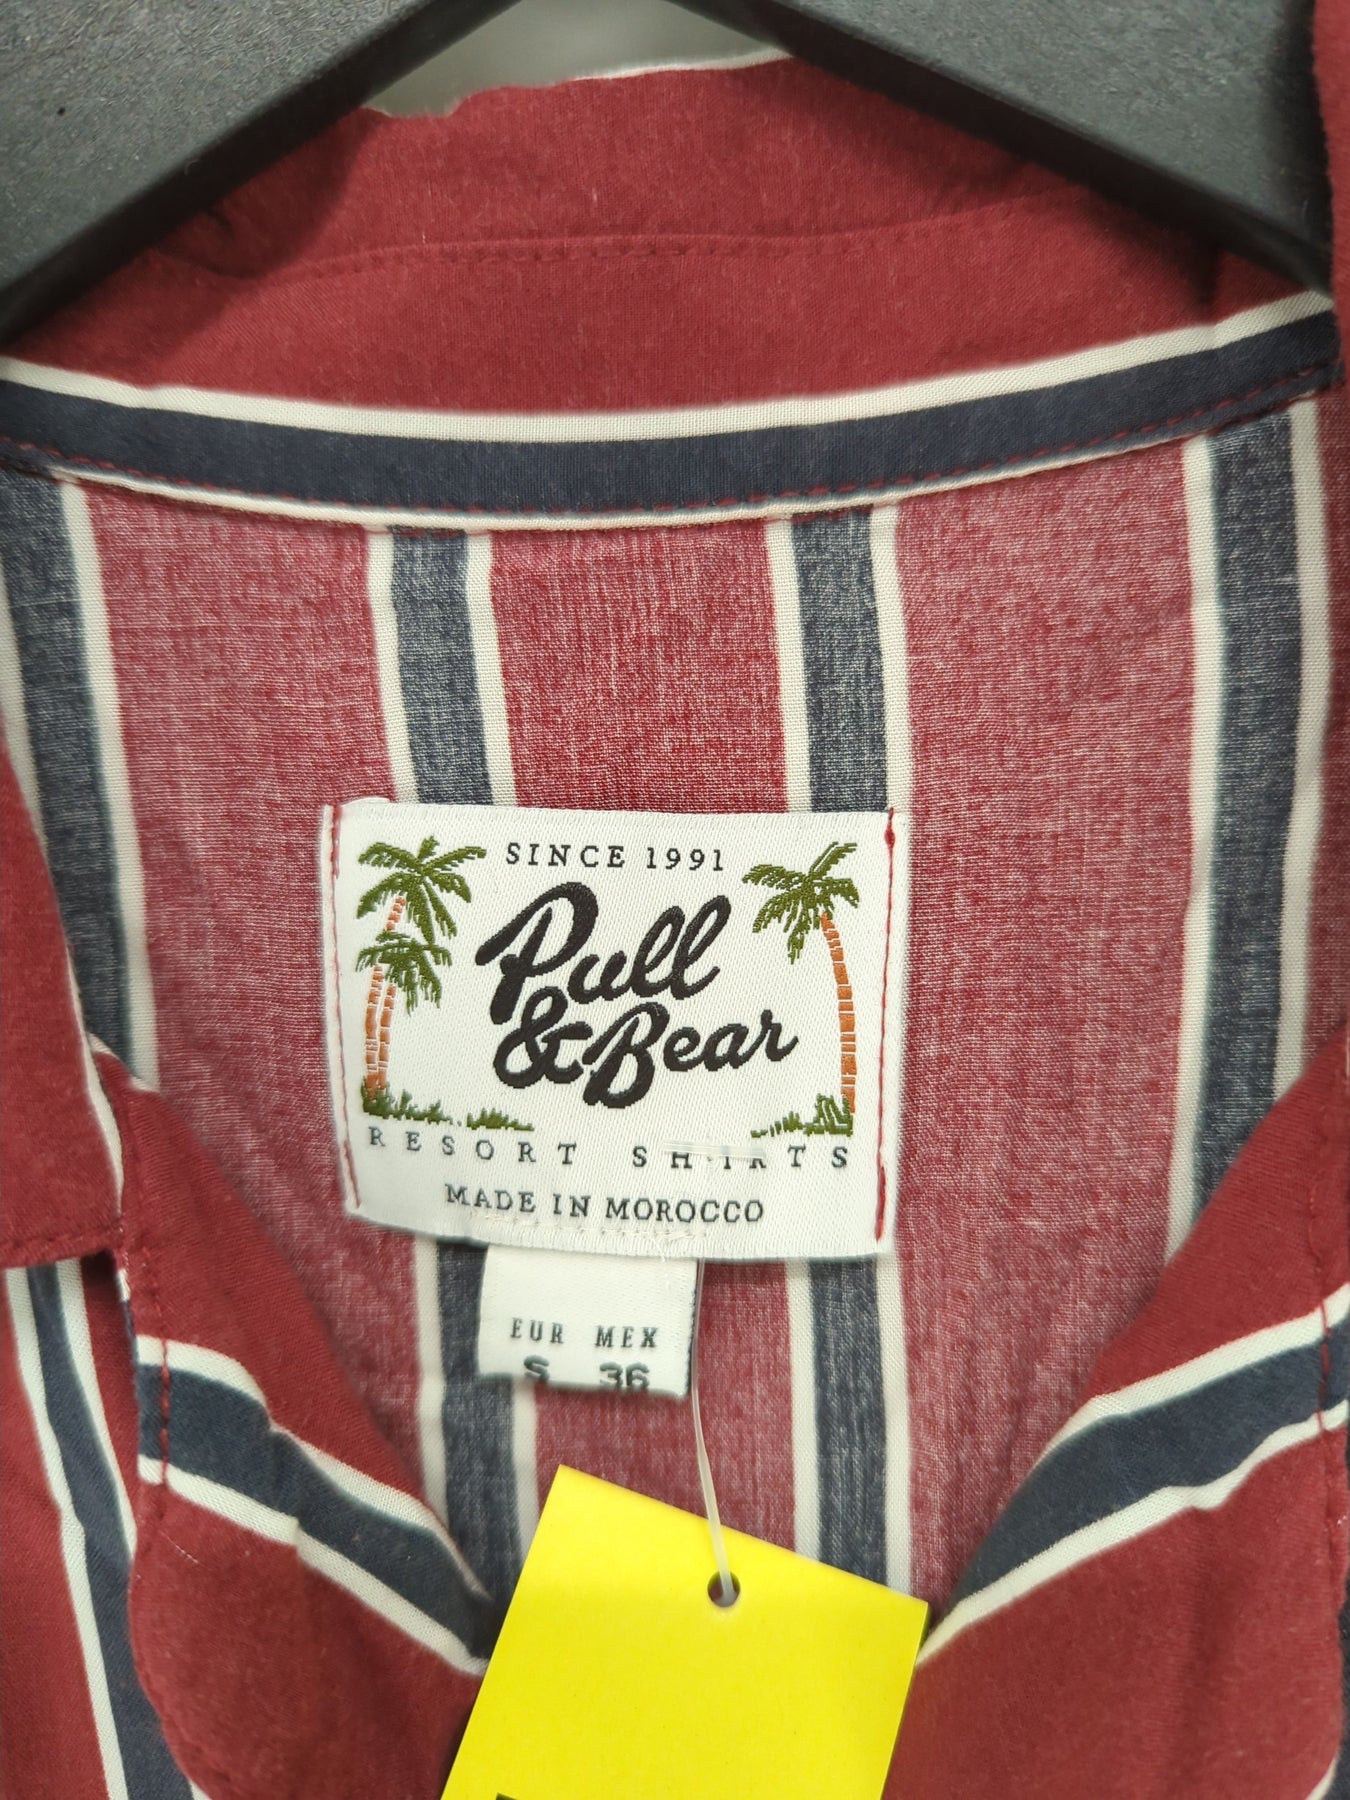 SINCE 1991
Pull
& Bear
RESORT SHIRTS
MADE IN MOROCCO
EUR MEX
S 36